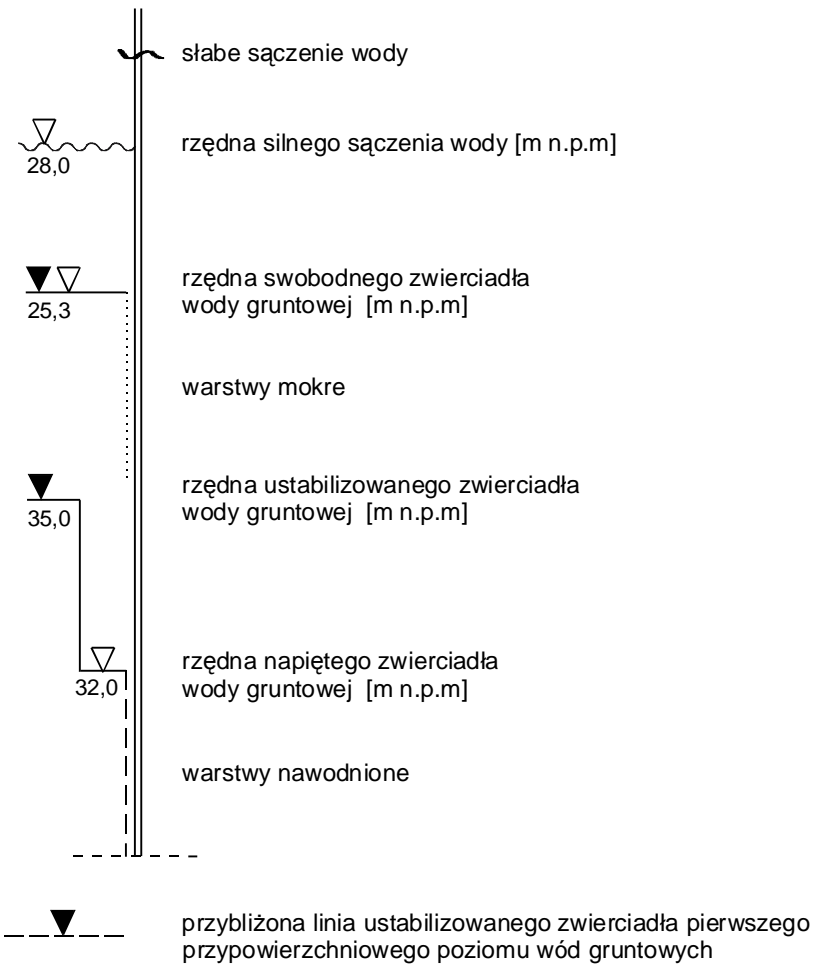 słabe sączenie wody
rzędna silnego sączenia wody [m n.p.m]
28,0
rzędna swobodnego zwierciadła
wody gruntowej [m n.p.m]
25,3
warstwy mokre
rzędna ustabilizowanego zwierciadła
wody gruntowej [m n.p.m]
35,0
rzędna napiętego zwierciadła
wody gruntowej [m n.p.m]
32,0
warstwy nawodnione
przybliżona linia ustabilizowanego zwierciadła pierwszego
przypowierzchniowego poziomu wód gruntowych